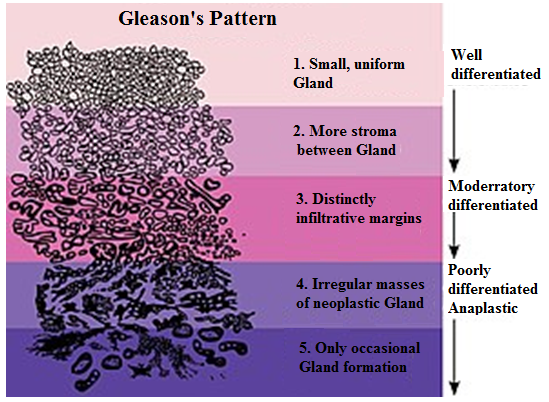 Gleason's Pattern
1. Small, uniform
Gland
Well
differentiated
2. More stroma
between Gland
3. Distinctly
infiltrative margins
Moderratory
differentiated
4. Irregular masses
of neoplastic Gland
Poorly
differentiated
Anaplastic
5. Only occasional
Gland formation